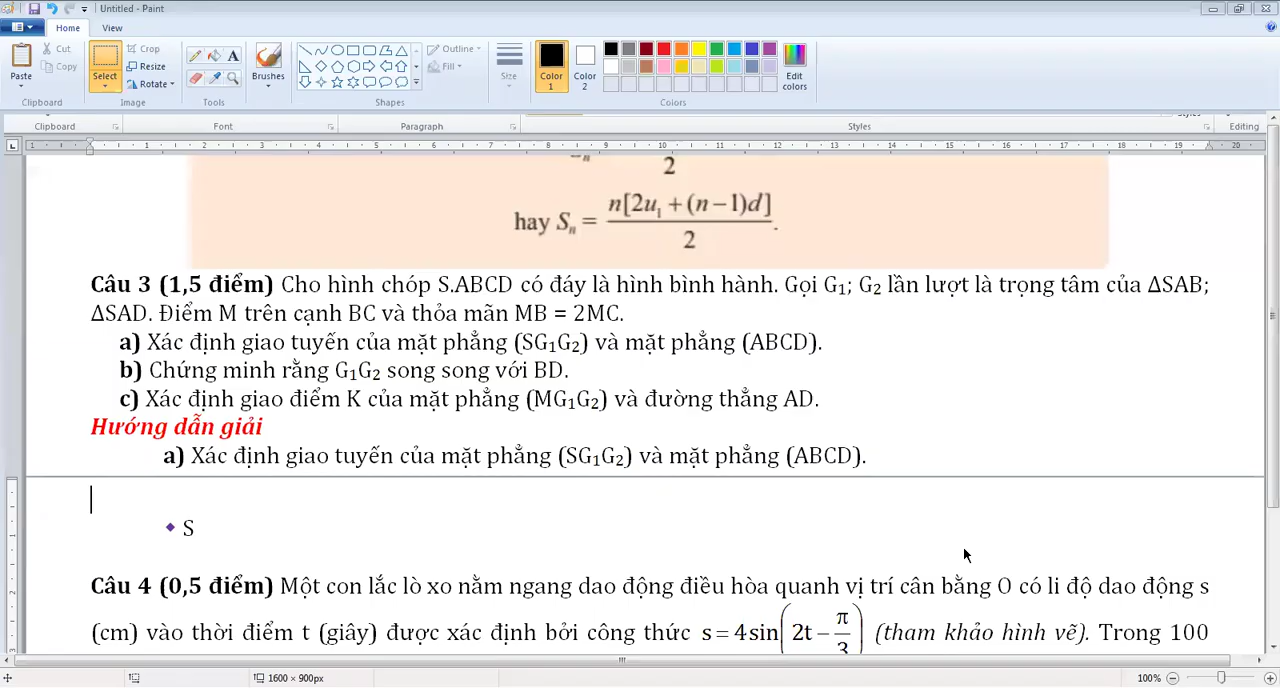 Untitled - Paint
Home View
Paste
Cut
Copy
Select
Crop
Resize
Rotate
Brushes
Outline
Fill
Size
Color 1
Color 2
Edit colors
Clipboard Image Tools Shapes Colors
Clipboard Font Paragraph Styles Editing
2
hay Sₙ = n[2u₁ + (n − 1)d] / 2 .
Câu 3 (1,5 điểm) Cho hình chóp S.ABCD có đáy là hình bình hành. Gọi G₁; G₂ lần lượt là trọng tâm của ΔSAB;
ΔSAD. Điểm M trên cạnh BC và thỏa mãn MB = 2MC.
a) Xác định giao tuyến của mặt phẳng (SG₁G₂) và mặt phẳng (ABCD).
b) Chứng minh rằng G₁G₂ song song với BD.
c) Xác định giao điểm K của mặt phẳng (MG₁G₂) và đường thẳng AD.
Hướng dẫn giải
a) Xác định giao tuyến của mặt phẳng (SG₁G₂) và mặt phẳng (ABCD).
S
Câu 4 (0,5 điểm) Một con lắc lò xo nằm ngang dao động điều hòa quanh vị trí cân bằng O có li độ dao động s
(cm) vào thời điểm t (giây) được xác định bởi công thức s = 4sin(2t − π/3) (tham khảo hình vẽ). Trong 100
1600 × 900px
100%